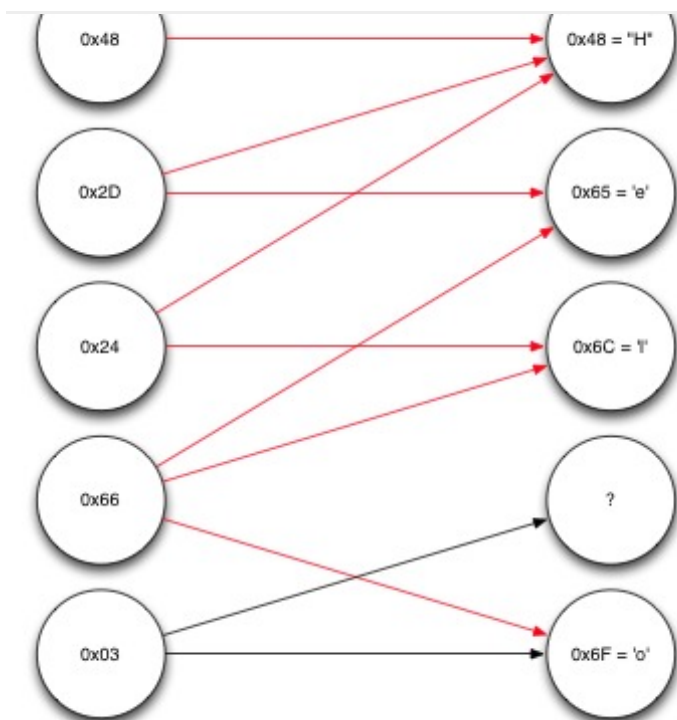 0x48
0x48 = "H"
0x2D
0x65 = 'e'
0x24
0x6C = 'l'
0x66
?
0x03
0x6F = 'o'